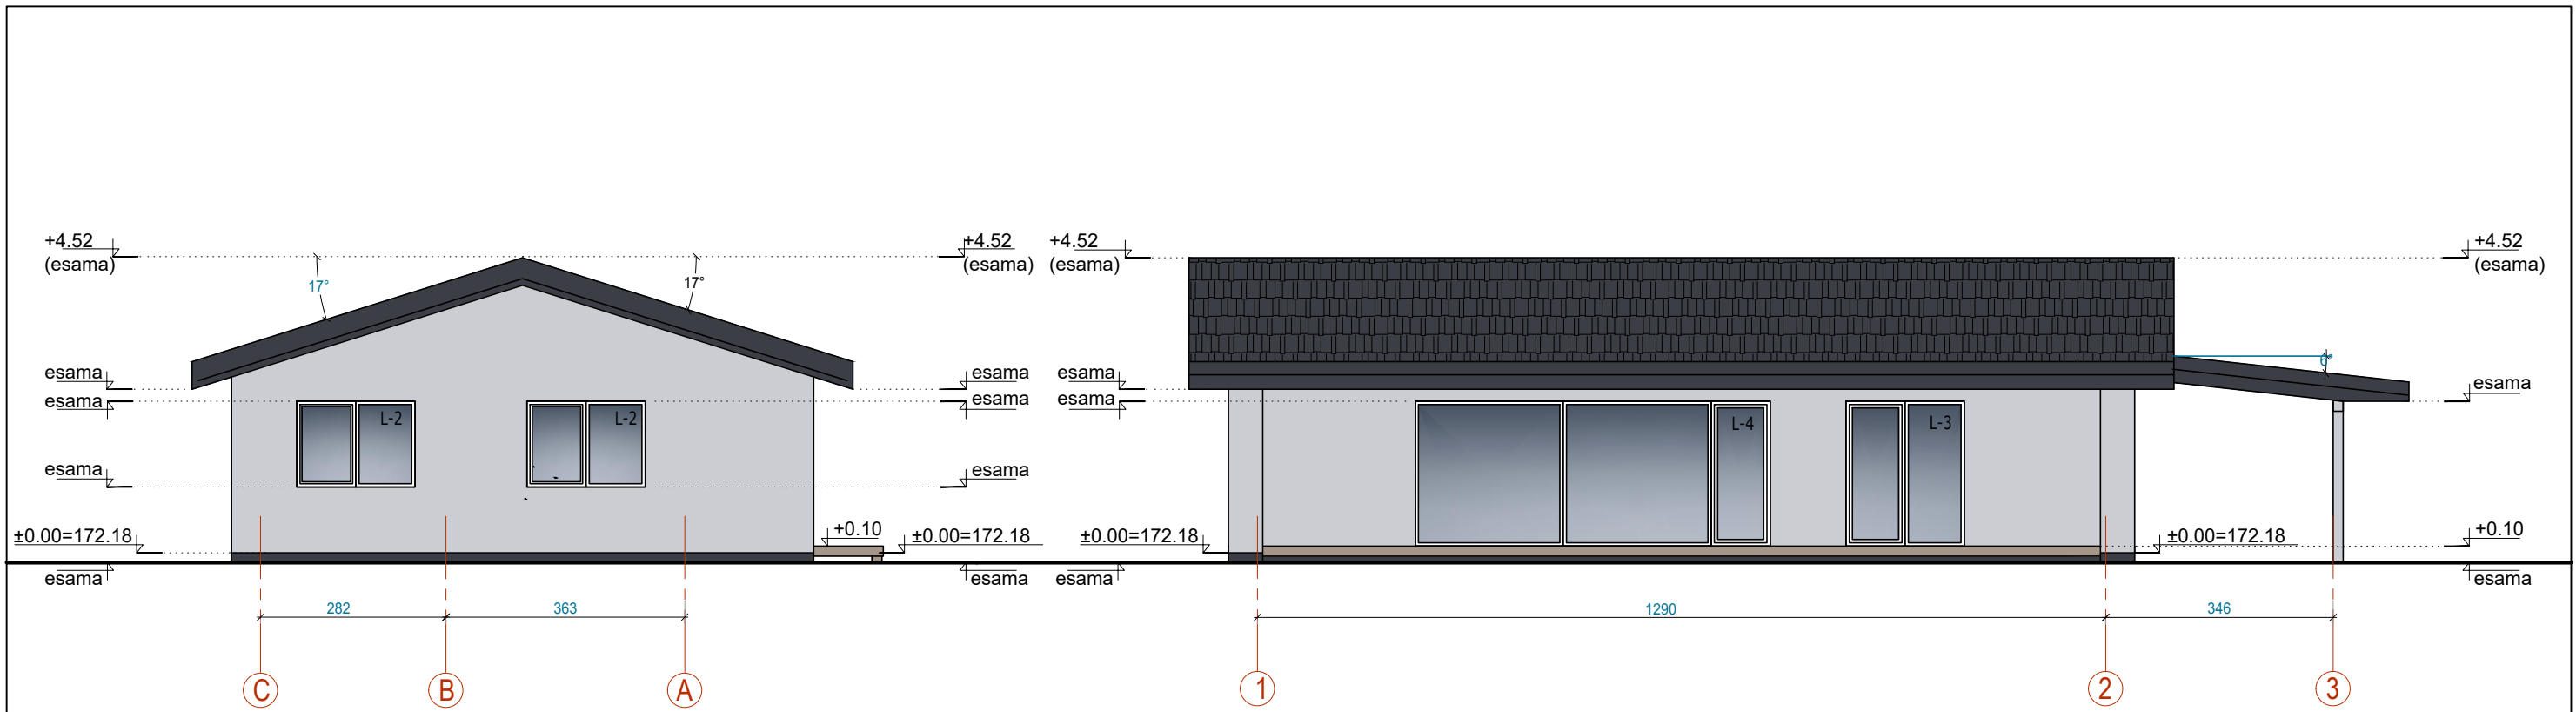 +4.52
(esama)
17°
17°
+4.52
(esama)
esama
esama
esama
esama
L-2
L-2
esama
esama
±0.00=172.18
+0.10
±0.00=172.18
esama
esama
282
363
C
B
A
+4.52
(esama)
+4.52
(esama)
6°
esama
esama
esama
L-4
L-3
±0.00=172.18
±0.00=172.18
+0.10
esama
esama
1290
346
1
2
3